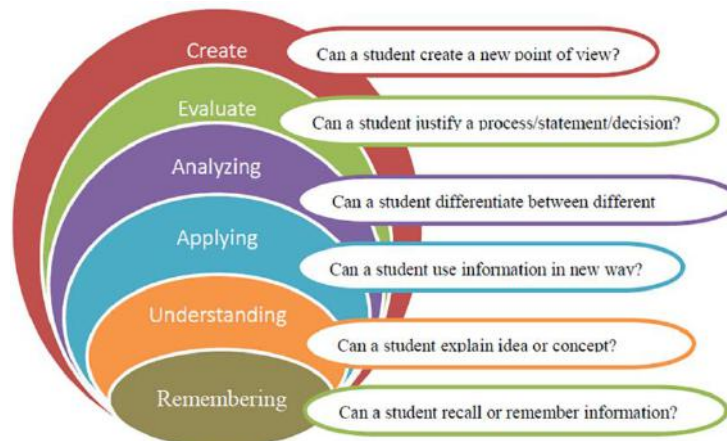 Create
Can a student create a new point of view?
Evaluate
Can a student justify a process/statement/decision?
Analyzing
Can a student differentiate between different
Applying
Can a student use information in new way?
Understanding
Can a student explain idea or concept?
Remembering
Can a student recall or remember information?